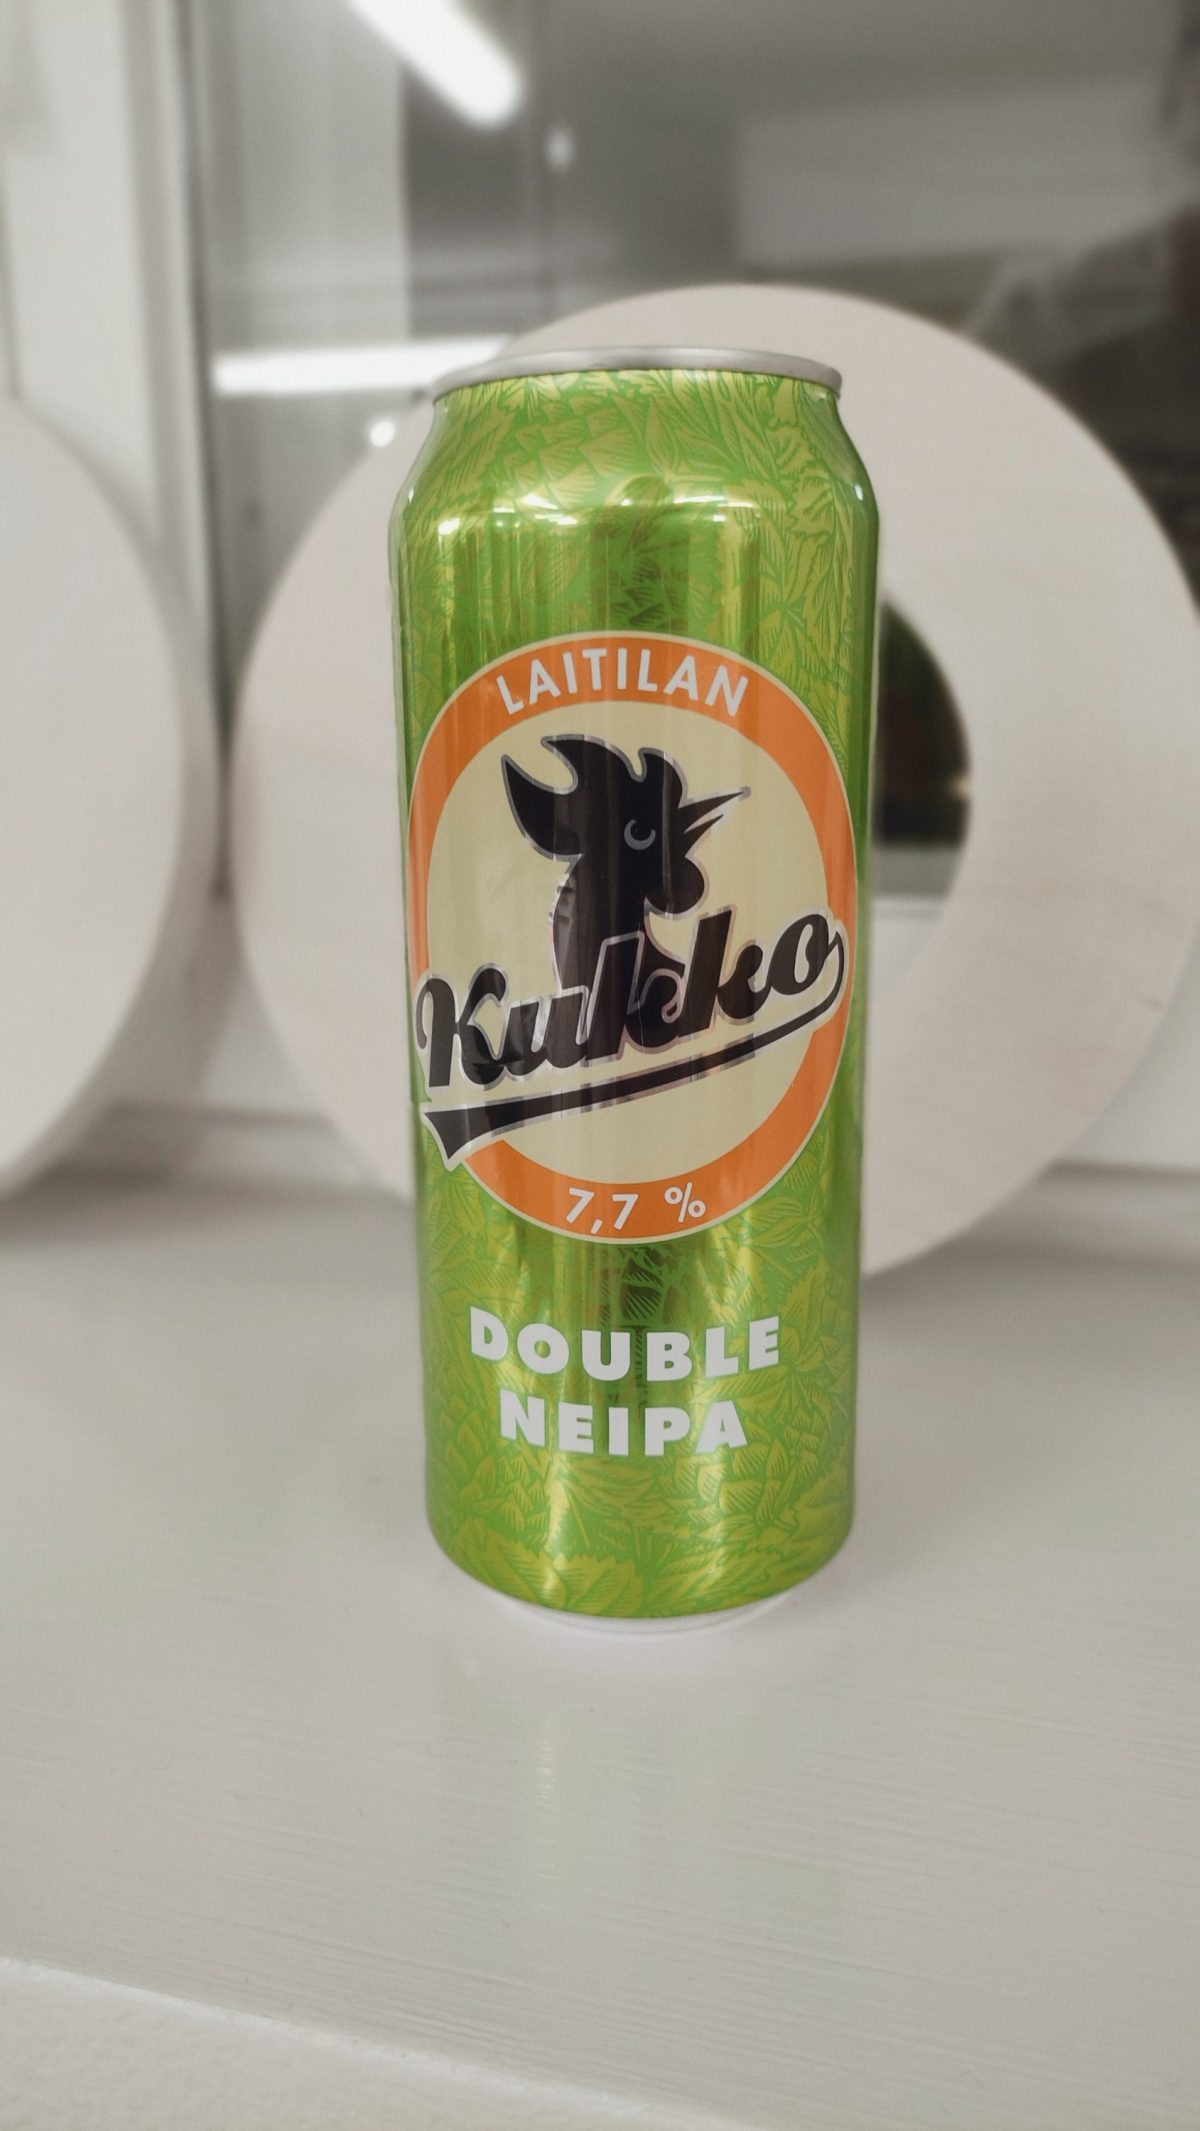 LAITILAN
Kukko
7,7 %
DOUBLE
NEIPA